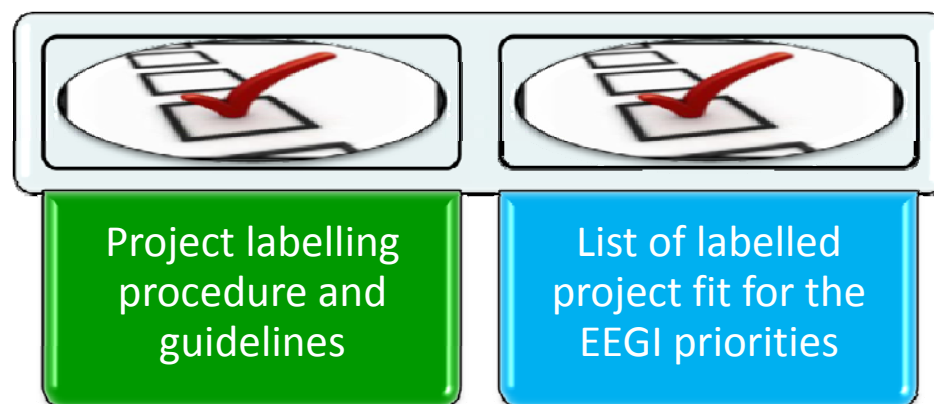 Project labelling
procedure and
guidelines
List of labelled
project fit for the
EEGI priorities